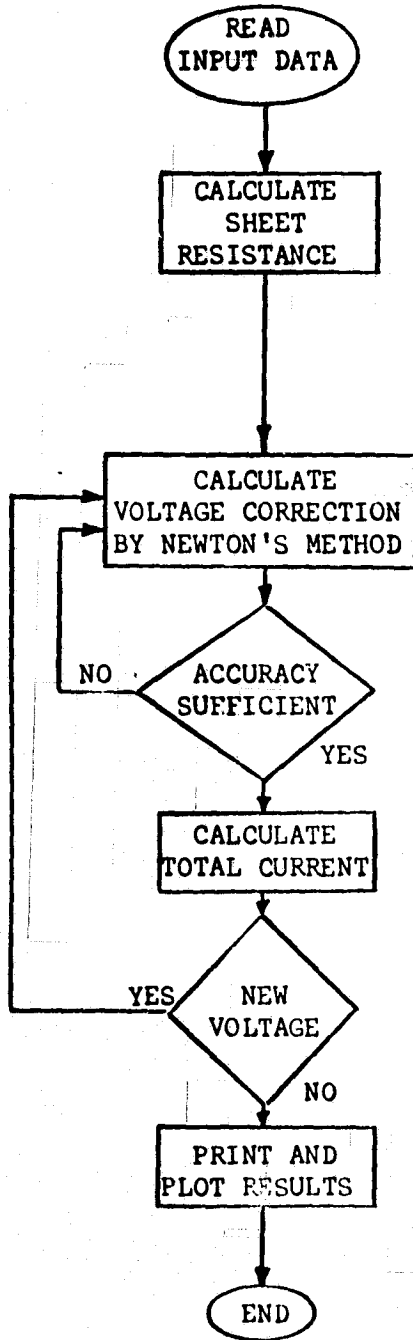 READ
INPUT DATA
CALCULATE
SHEET
RESISTANCE
CALCULATE
VOLTAGE CORRECTION
BY NEWTON'S METHOD
NO
ACCURACY
SUFFICIENT
YES
CALCULATE
TOTAL CURRENT
YES
NEW
VOLTAGE
NO
PRINT AND
PLOT RESULTS
END